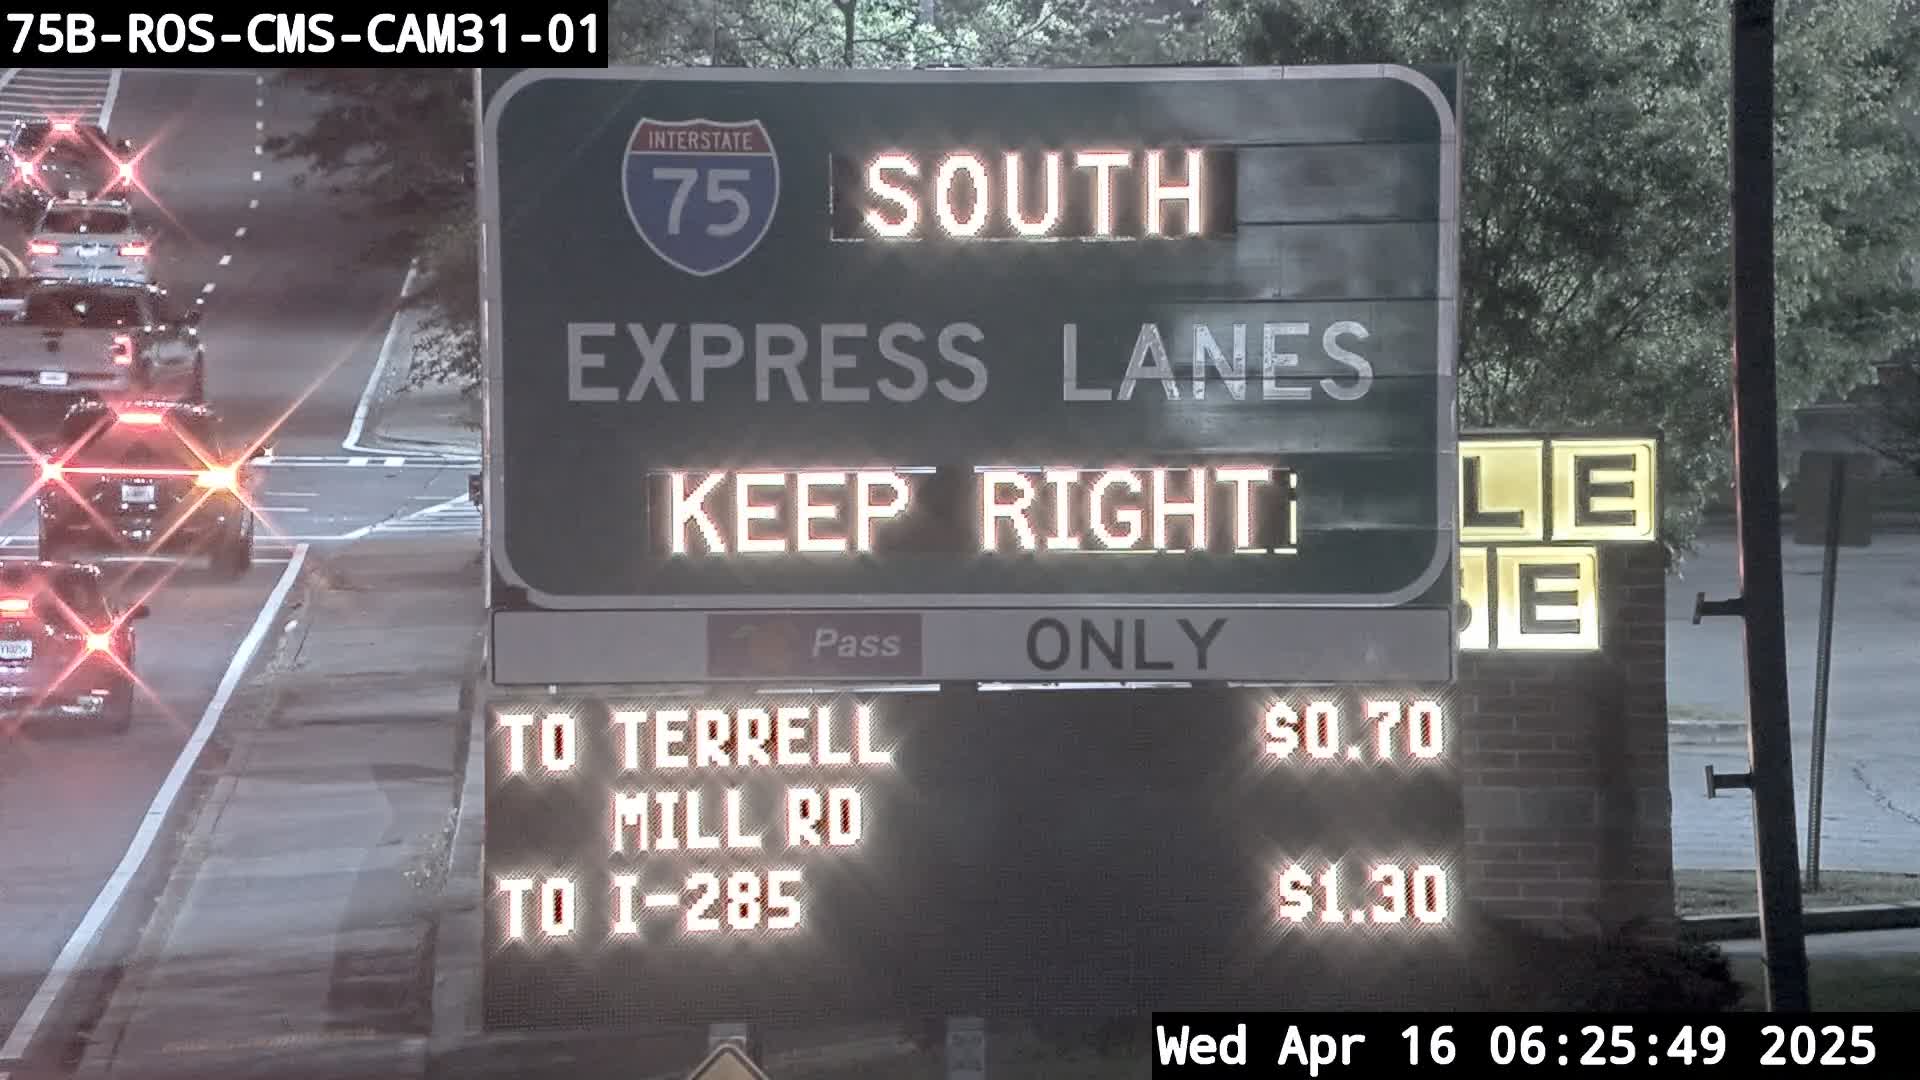 75B-ROS-CMS-CAM31-01
INTERSTATE
75
SOUTH
EXPRESS LANES
KEEP RIGHT
LE
E
Pass ONLY
TO TERRELL $0.70
MILL RD
TO I-285 $1.30
Wed Apr 16 06:25:49 2025